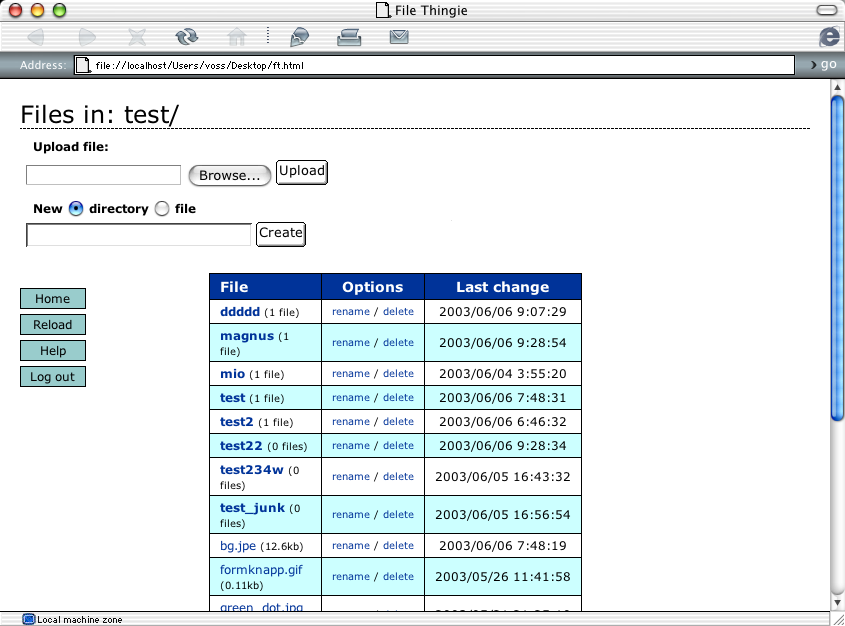 File Thingie
Address: file://localhost/Users/voss/Desktop/ft.html go
Files in: test/
Upload file:
Browse... Upload
New directory file
Create
Home
Reload
Help
Log out
File Options Last change
ddddd (1 file) rename / delete 2003/06/06 9:07:29
magnus (1
file) rename / delete 2003/06/06 9:28:54
mio (1 file) rename / delete 2003/06/04 3:55:20
test (1 file) rename / delete 2003/06/06 7:48:31
test2 (1 file) rename / delete 2003/06/06 6:46:32
test22 (0 files) rename / delete 2003/06/06 9:28:34
test234w (0
files) rename / delete 2003/06/05 16:43:32
test_junk (0
files) rename / delete 2003/06/05 16:56:54
bg.jpe (12.6kb) rename / delete 2003/06/06 7:48:19
formknapp.gif
(0.11kb) rename / delete 2003/05/26 11:41:58
green_dot.jpg
Local machine zone